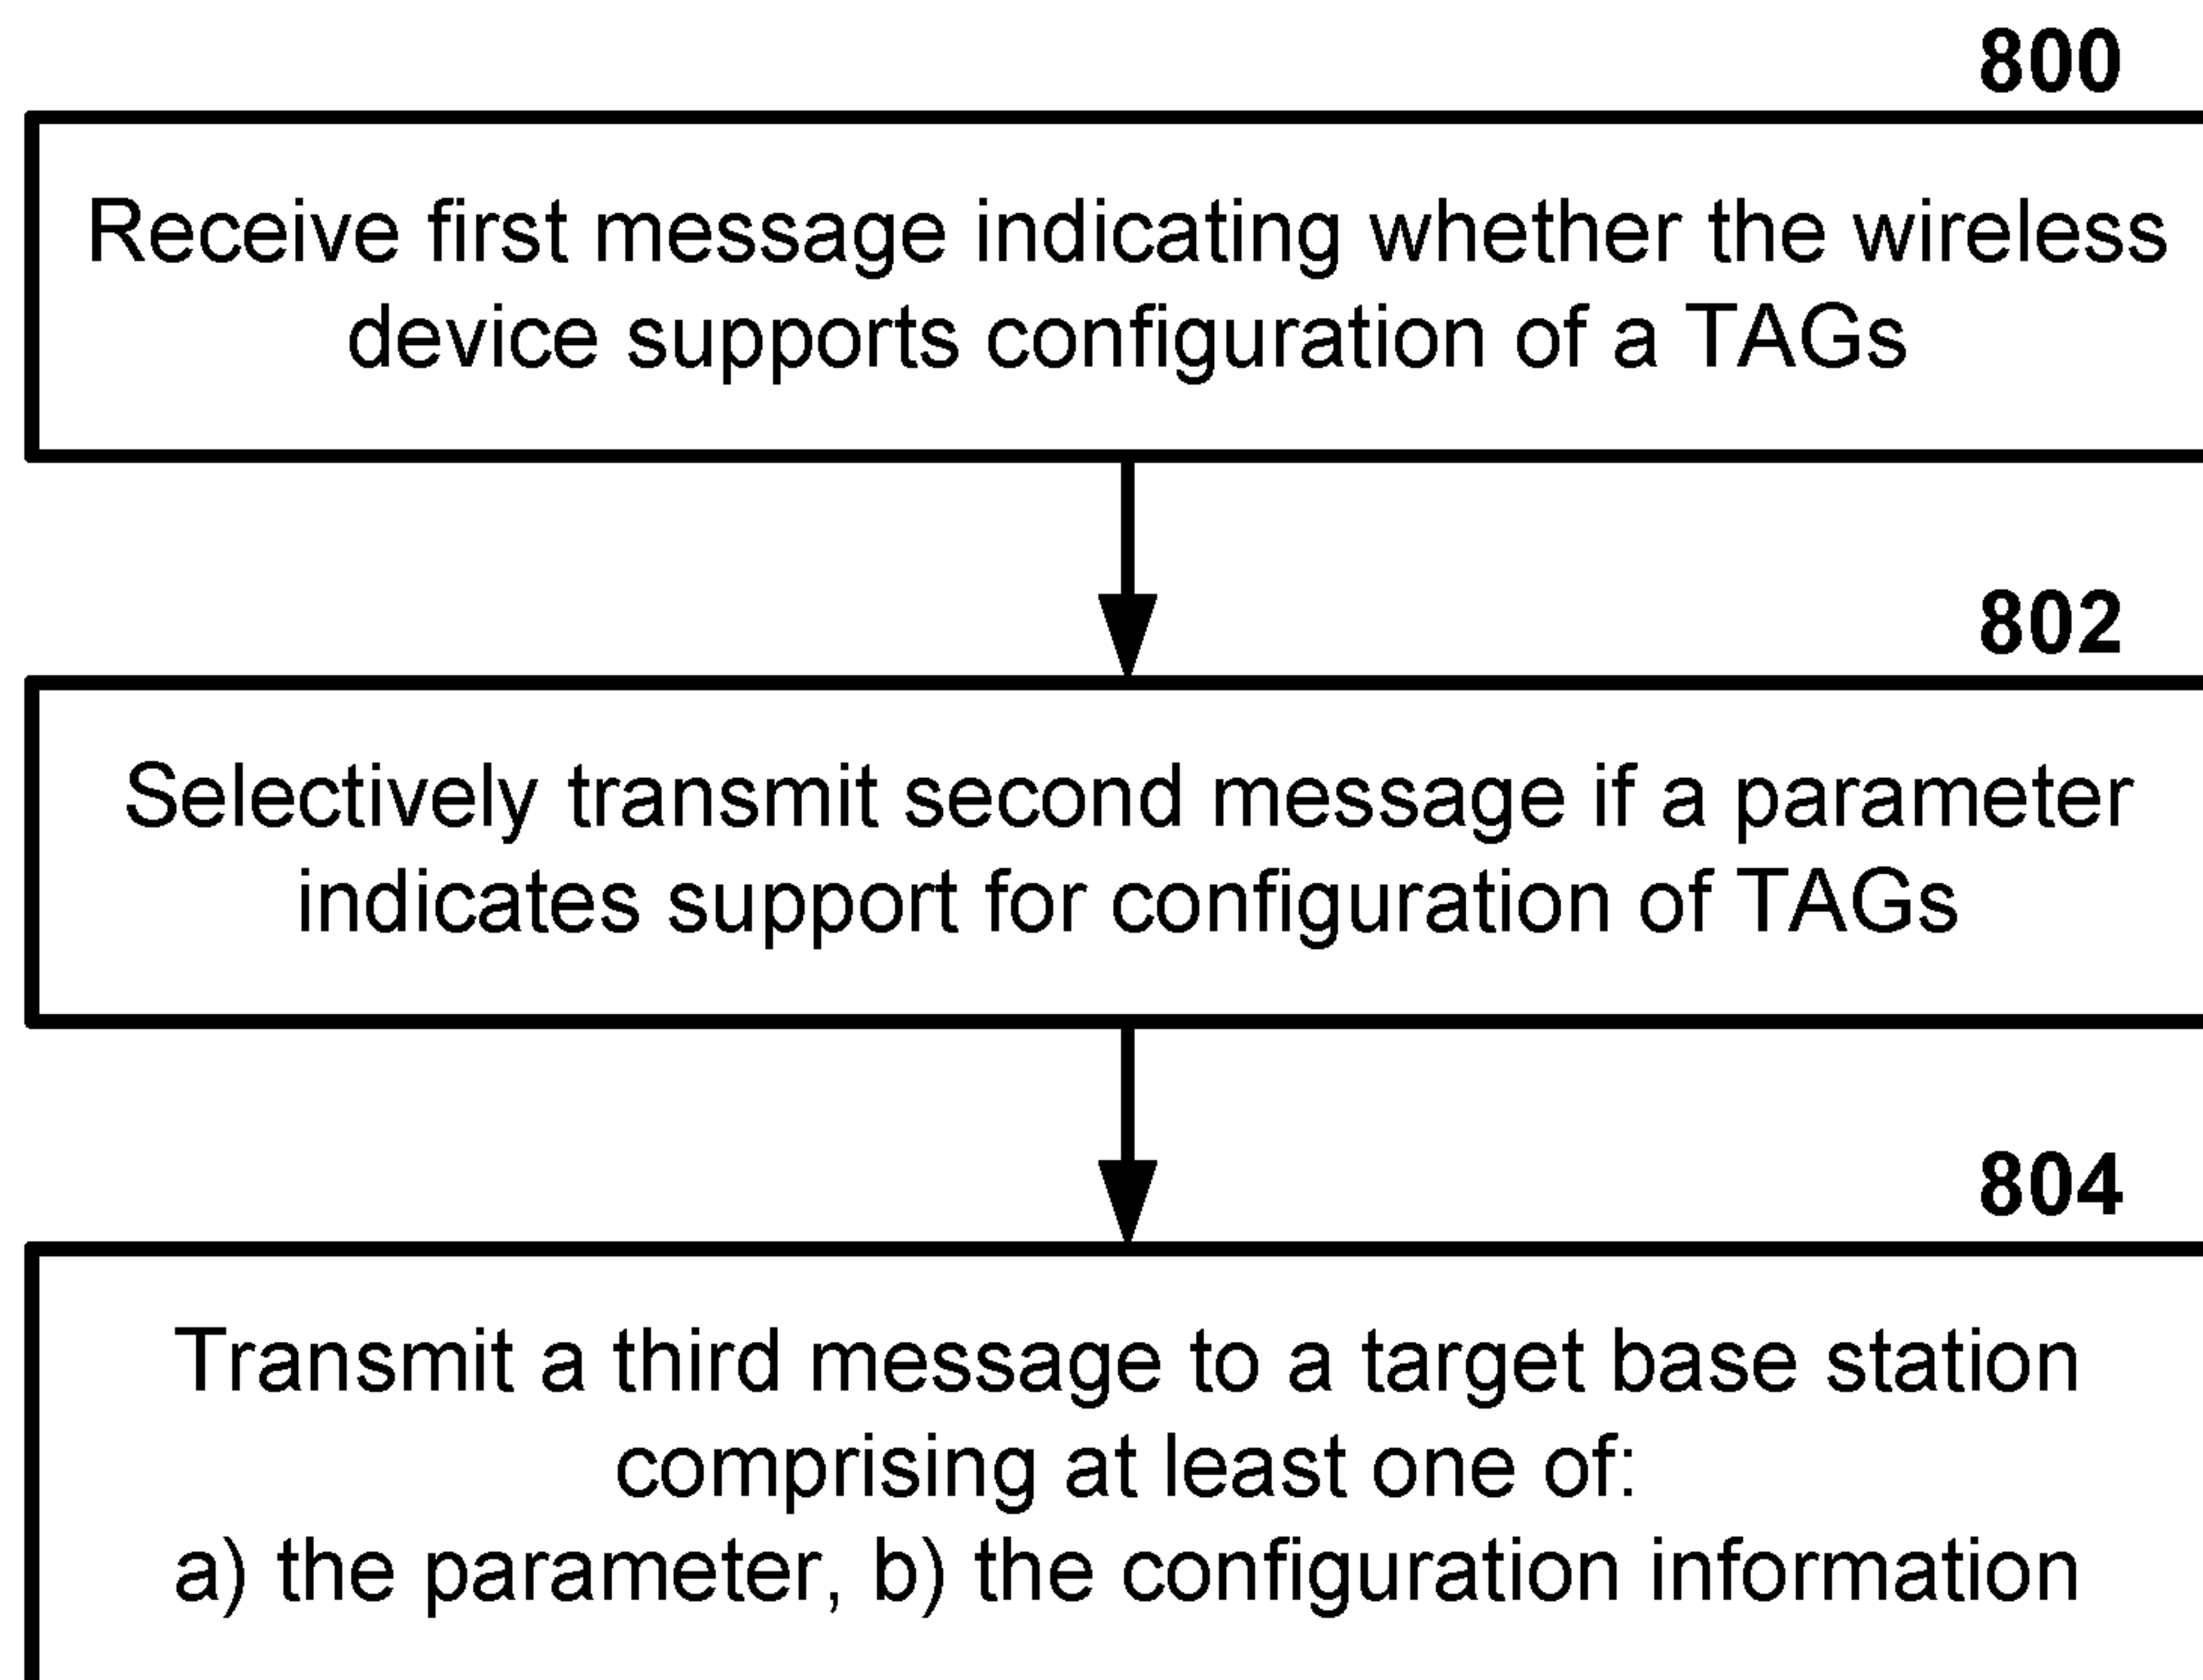 800
Receive first message indicating whether the wireless
device supports configuration of a TAGs
802
Selectively transmit second message if a parameter
indicates support for configuration of TAGs
804
Transmit a third message to a target base station
comprising at least one of:
a) the parameter, b) the configuration information